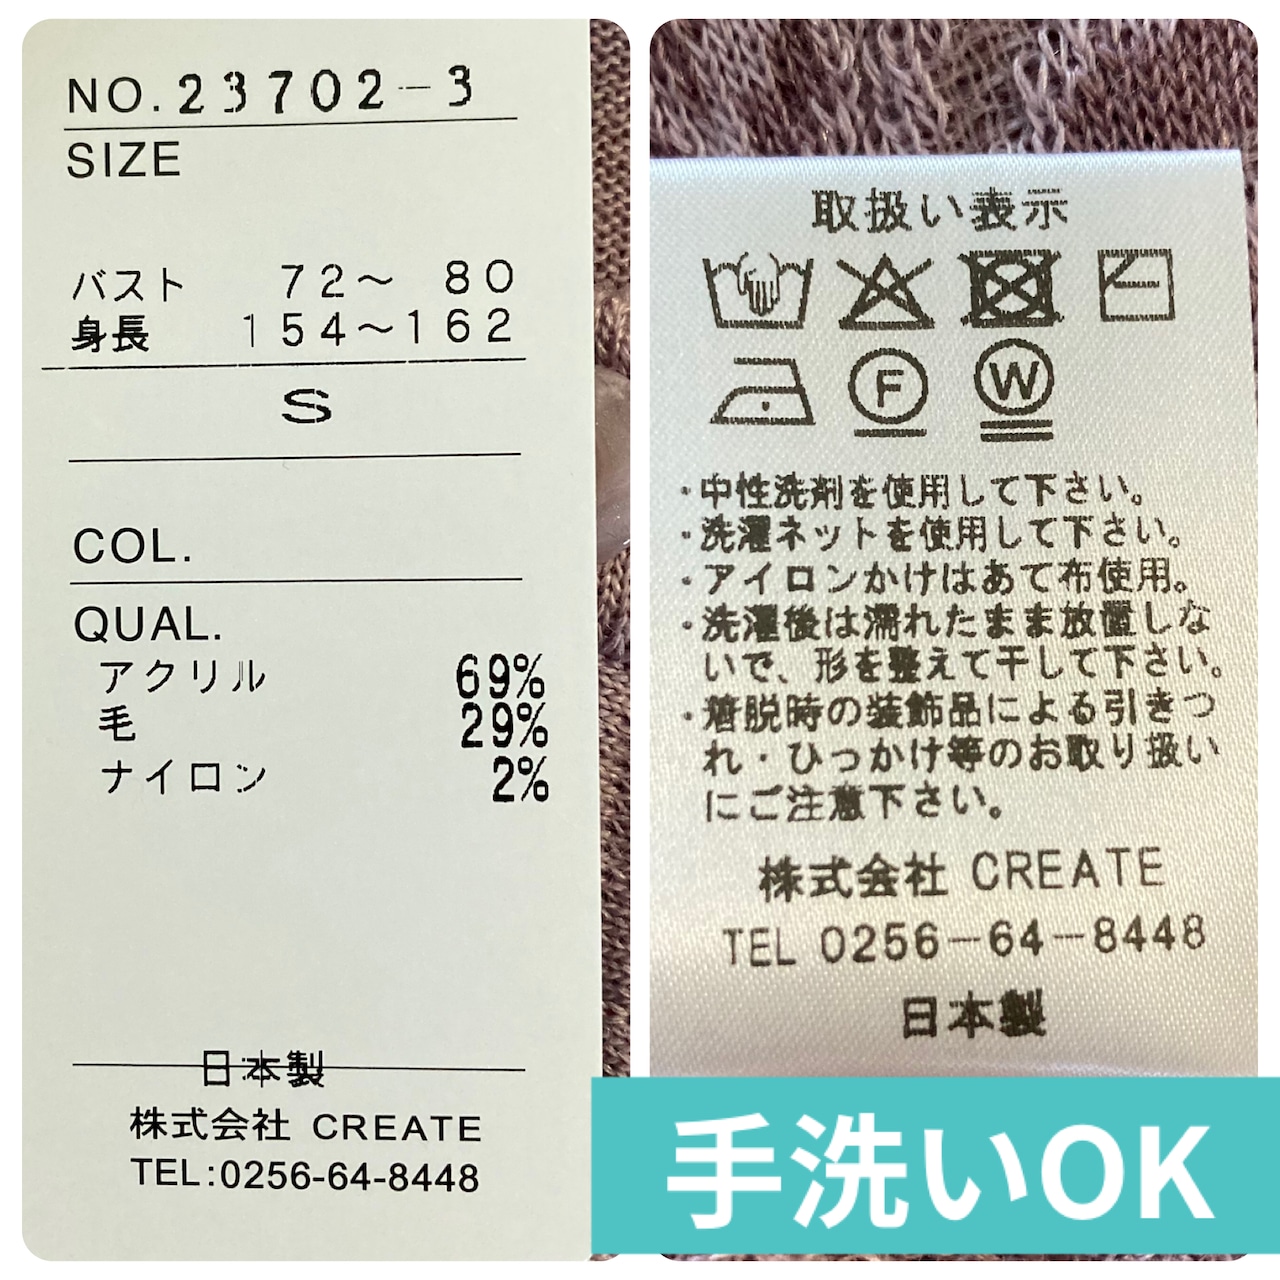 NO. 23702-3
SIZE
バスト 72～ 80
身長 154～162
S
COL.
QUAL.
アクリル 69%
毛 29%
ナイロン 2%
日本製
株式会社 CREATE
TEL:0256-64-8448
取扱い表示
F W
・中性洗剤を使用して下さい。
・洗濯ネットを使用して下さい。
・アイロンかけはあて布使用。
・洗濯後は濡れたまま放置しな
いで、形を整えて干して下さい。
・着脱時の装飾品による引きつ
れ・ひっかけ等のお取り扱い
にご注意下さい。
株式会社 CREATE
TEL 0256-64-8448
日本製
手洗いOK